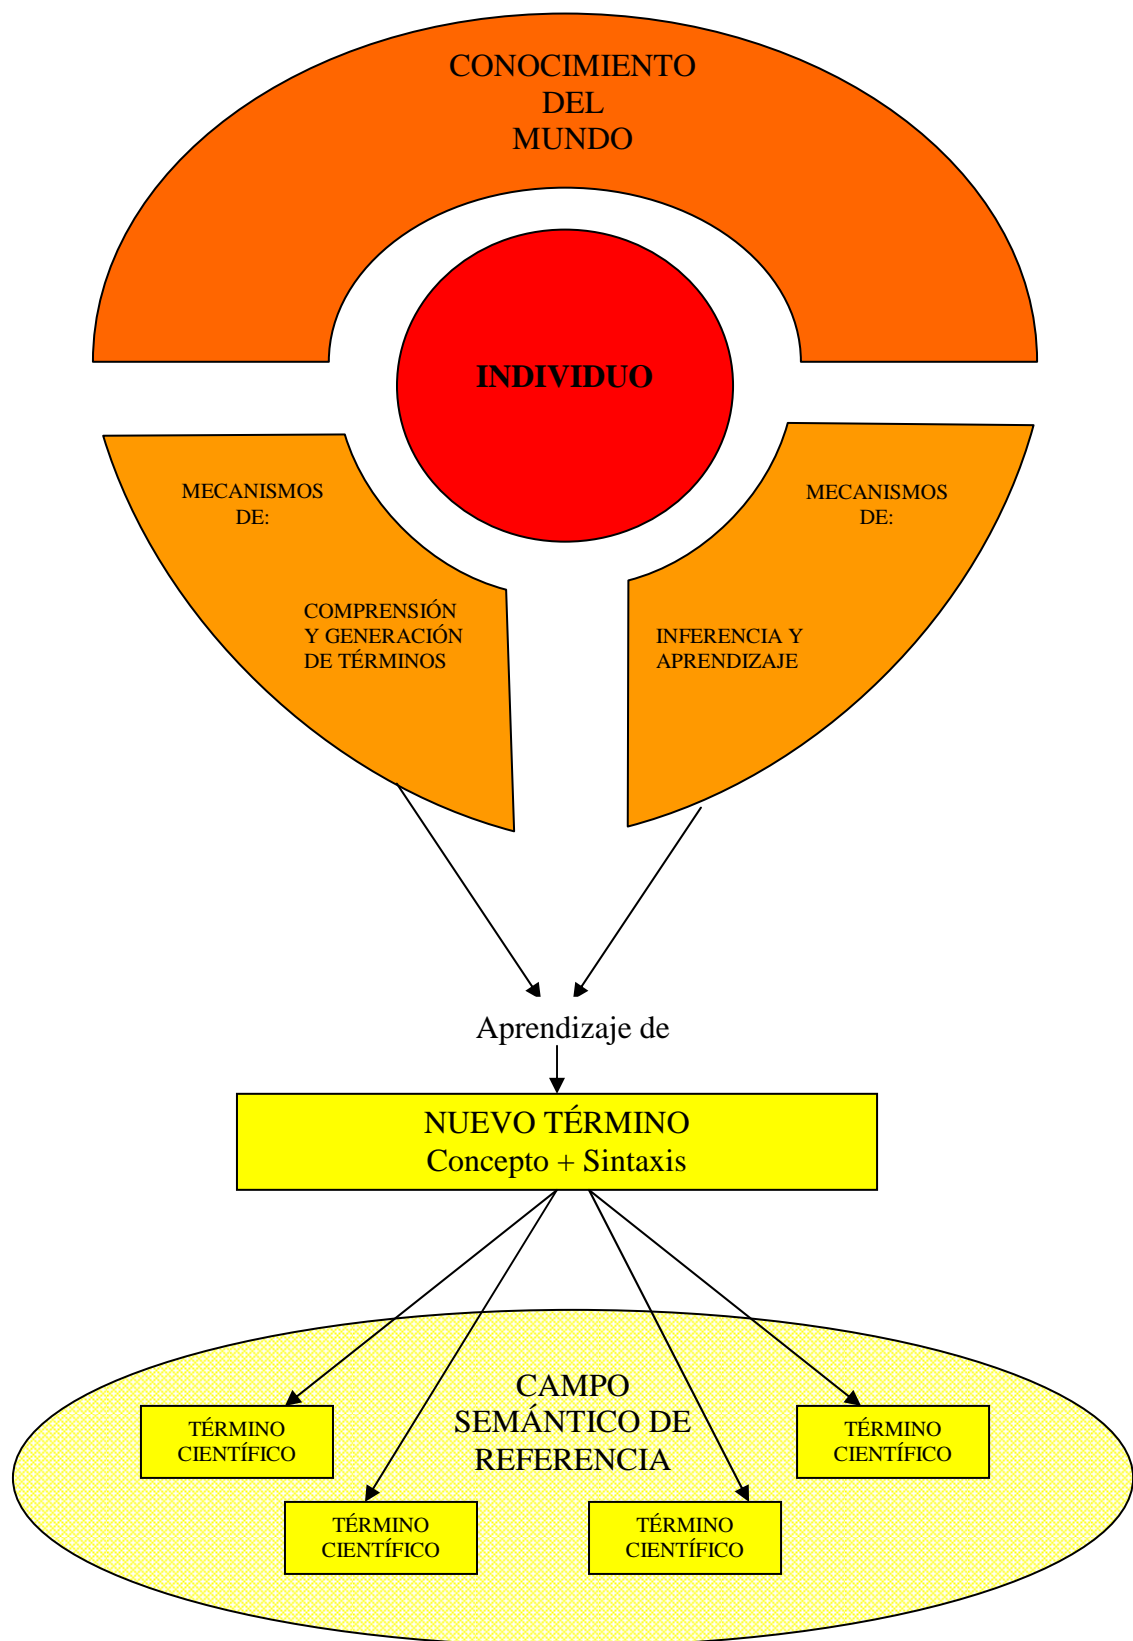 CONOCIMIENTO
DEL
MUNDO
INDIVIDUO
MECANISMOS
DE:
COMPRENSIÓN
Y GENERACIÓN
DE TÉRMINOS
MECANISMOS
DE:
INFERENCIA Y
APRENDIZAJE
Aprendizaje de
NUEVO TÉRMINO
Concepto + Sintaxis
CAMPO
SEMÁNTICO DE
REFERENCIA
TÉRMINO
CIENTÍFICO
TÉRMINO
CIENTÍFICO
TÉRMINO
CIENTÍFICO
TÉRMINO
CIENTÍFICO